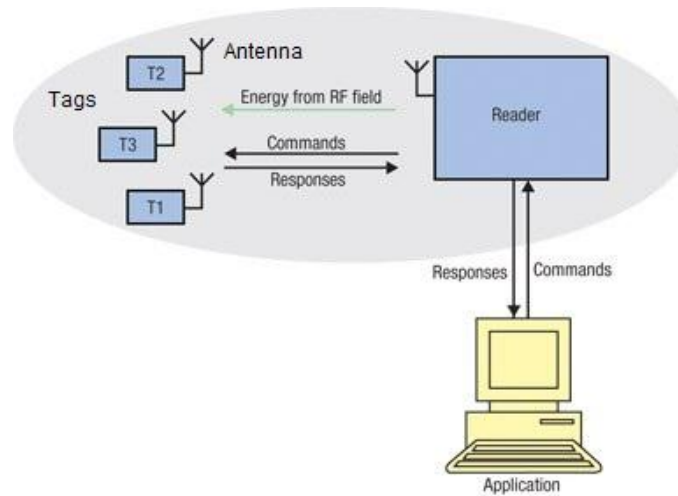 Antenna
T2
Tags
Energy from RF field
Reader
T3
Commands
Responses
T1
Responses
Commands
Application